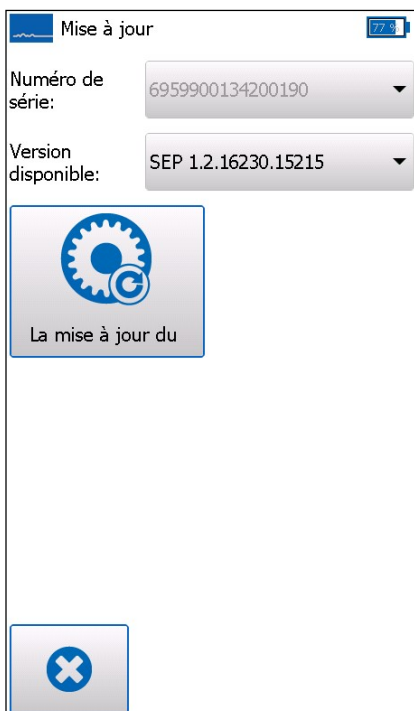 Mise à jour
77 %
Numéro de
série:
6959900134200190
Version
disponible:
SEP 1.2.16230.15215
La mise à jour du